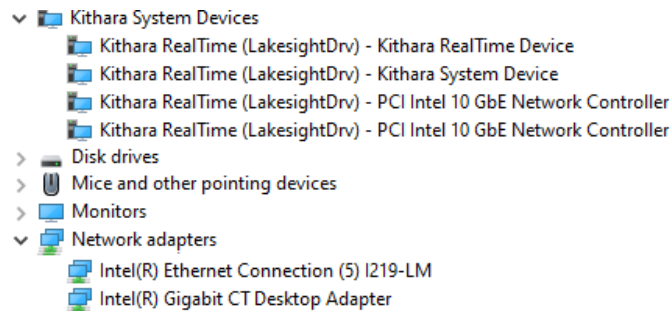 Kithara System Devices
Kithara RealTime (LakesightDrv) - Kithara RealTime Device
Kithara RealTime (LakesightDrv) - Kithara System Device
Kithara RealTime (LakesightDrv) - PCI Intel 10 GbE Network Controller
Kithara RealTime (LakesightDrv) - PCI Intel 10 GbE Network Controller
Disk drives
Mice and other pointing devices
Monitors
Network adapters
Intel(R) Ethernet Connection (5) I219-LM
Intel(R) Gigabit CT Desktop Adapter